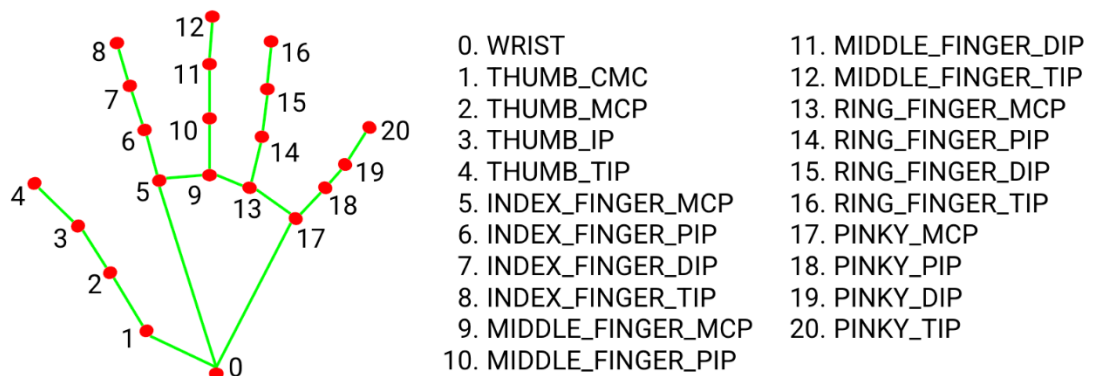 12
8
16
11
7
15
6
10
20
14
4
5
9
19
13
18
3
17
2
1
0
0. WRIST
1. THUMB_CMC
2. THUMB_MCP
3. THUMB_IP
4. THUMB_TIP
5. INDEX_FINGER_MCP
6. INDEX_FINGER_PIP
7. INDEX_FINGER_DIP
8. INDEX_FINGER_TIP
9. MIDDLE_FINGER_MCP
10. MIDDLE_FINGER_PIP
11. MIDDLE_FINGER_DIP
12. MIDDLE_FINGER_TIP
13. RING_FINGER_MCP
14. RING_FINGER_PIP
15. RING_FINGER_DIP
16. RING_FINGER_TIP
17. PINKY_MCP
18. PINKY_PIP
19. PINKY_DIP
20. PINKY_TIP